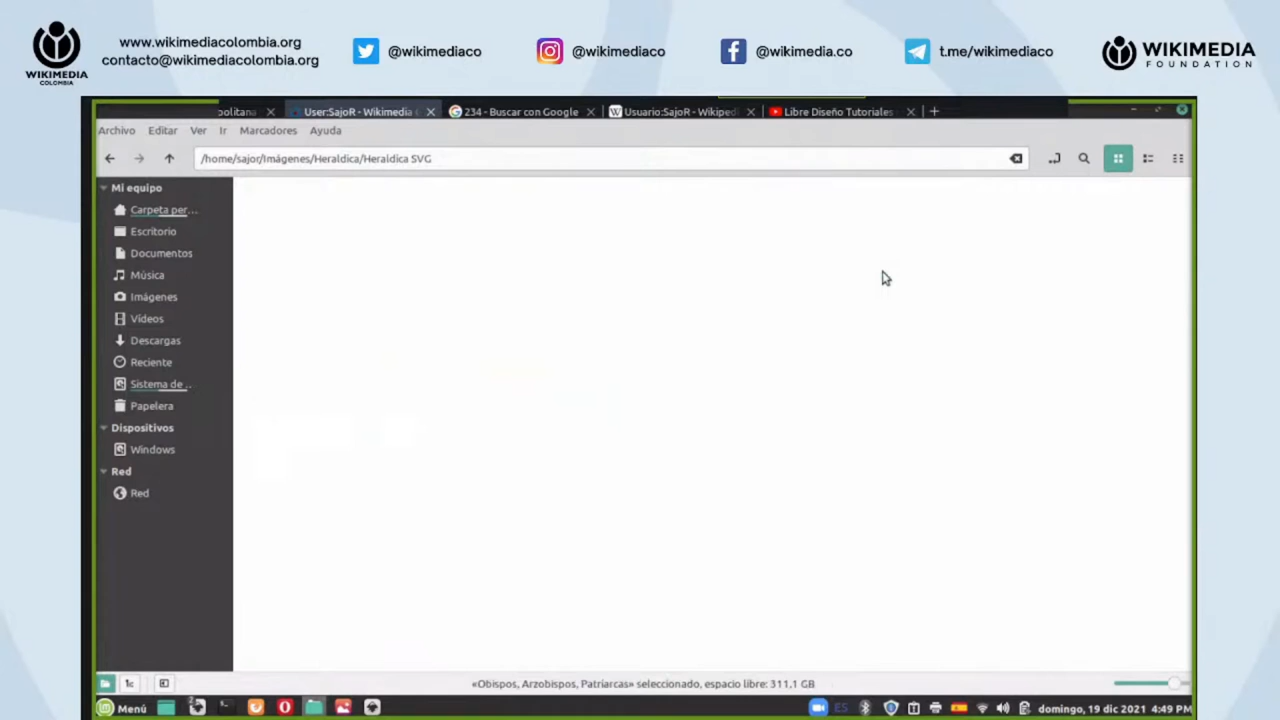 WIKIMEDIA
COLOMBIA
www.wikimediacolombia.org
contacto@wikimediacolombia.org
@wikimediaco
@wikimediaco
@wikimedia.co
t.me/wikimediaco
WIKIMEDIA
FOUNDATION
politana
User:SajoR - Wikimedia
234 - Buscar con Google
Usuario:SajoR - Wikiped
Libre Diseño Tutoriales
Archivo Editar Ver Ir Marcadores Ayuda
/home/sajor/Imágenes/Heraldica/Heraldica SVG
Mi equipo
Carpeta per...
Escritorio
Documentos
Música
Imágenes
Vídeos
Descargas
Reciente
Sistema de ..
Papelera
Dispositivos
Windows
Red
Red
«Obispos, Arzobispos, Patriarcas» seleccionado, espacio libre: 311,1 GB
Menú
ES
domingo, 19 dic 2021 4:49 PM